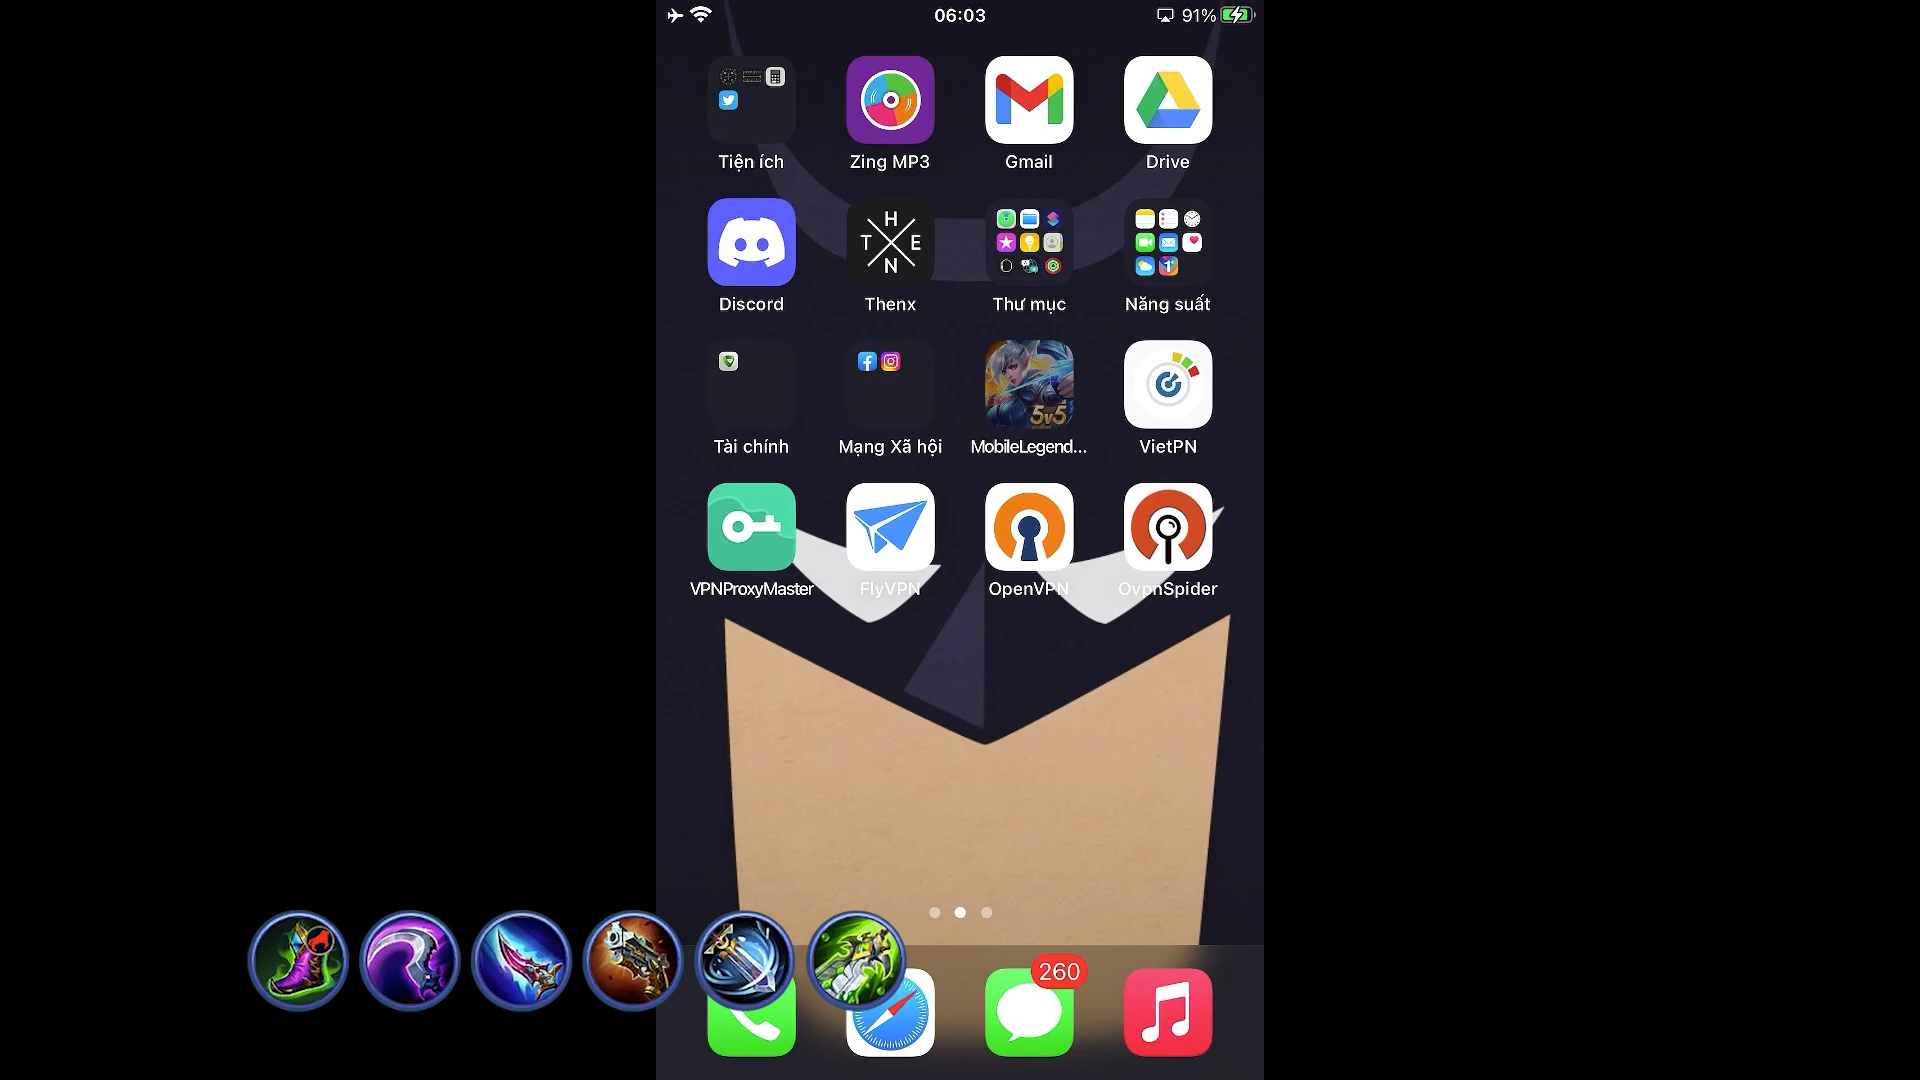 06:03
91%
Tiện ích
Zing MP3
Gmail
Drive
H
T E
N
Discord
Thenx
Thư mục
Năng suất
5v5
Tài chính
Mạng Xã hội
MobileLegend...
VietPN
VPNProxyMaster
FlyVPN
OpenVPN
OvpnSpider
260